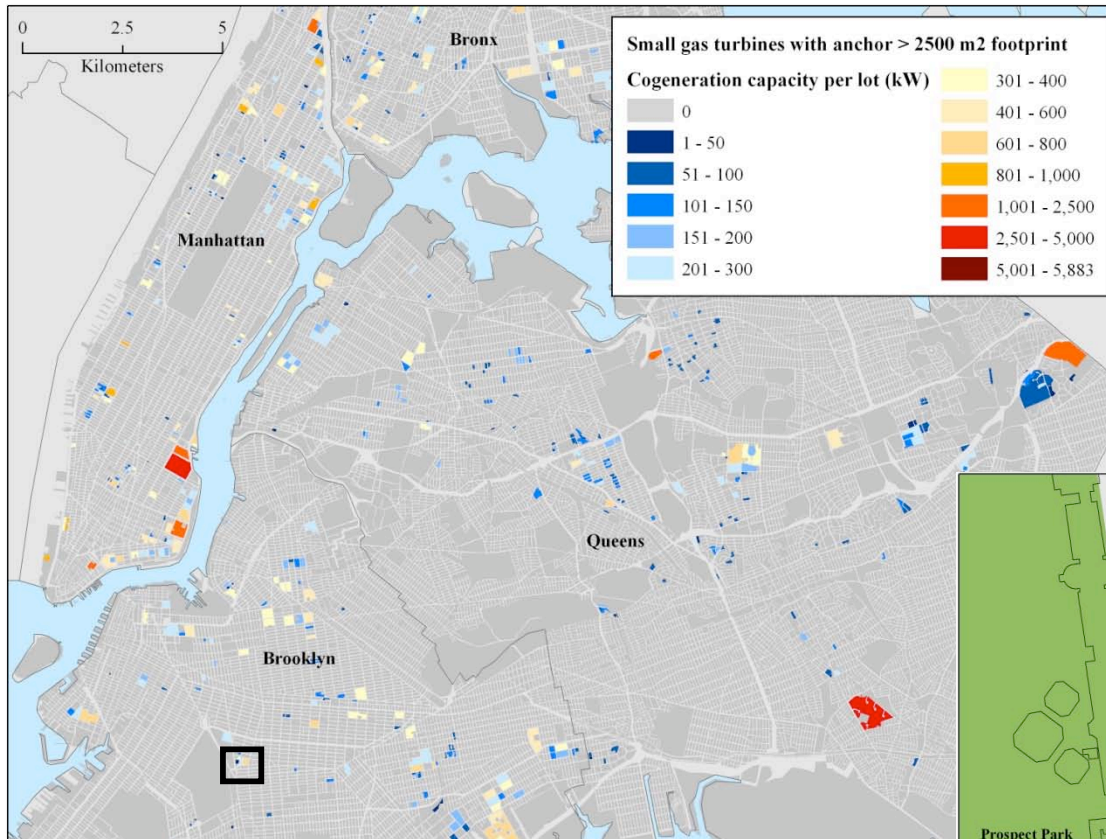 0 2.5 5
Kilometers
Bronx
Manhattan
Queens
Brooklyn
Small gas turbines with anchor > 2500 m2 footprint
Cogeneration capacity per lot (kW)
0
1 - 50
51 - 100
101 - 150
151 - 200
201 - 300
301 - 400
401 - 600
601 - 800
801 - 1,000
1,001 - 2,500
2,501 - 5,000
5,001 - 5,883
Prospect Park